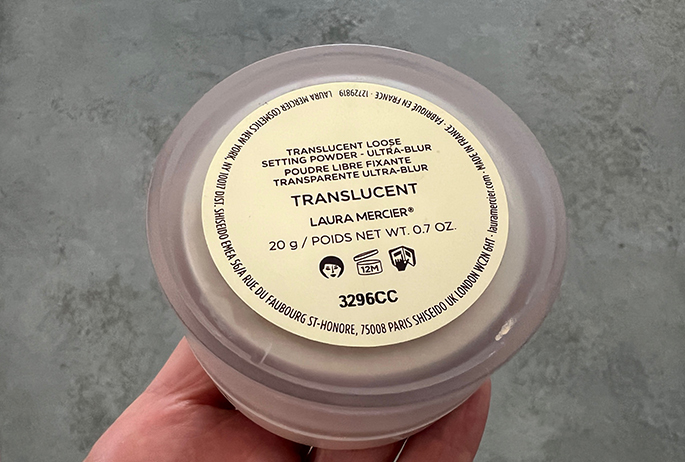 TRANSLUCENT LOOSE
SETTING POWDER - ULTRA-BLUR
POUDRE LIBRE FIXANTE
TRANSPARENTE ULTRA-BLUR
TRANSLUCENT
LAURA MERCIER®
20 g / POIDS NET WT. 0.7 OZ.
12M
3296CC
LAURA MERCIER COSMETICS NEW YORK, NY 10017 DIST. SHISEIDO EMEA 56/A RUE DU FAUBOURG ST-HONORE, 75008 PARIS SHISEIDO UK LONDON WC2N 6HT · lauramercier.com · MADE IN FRANCE · FABRIQUÉ EN FRANCE · 12729819